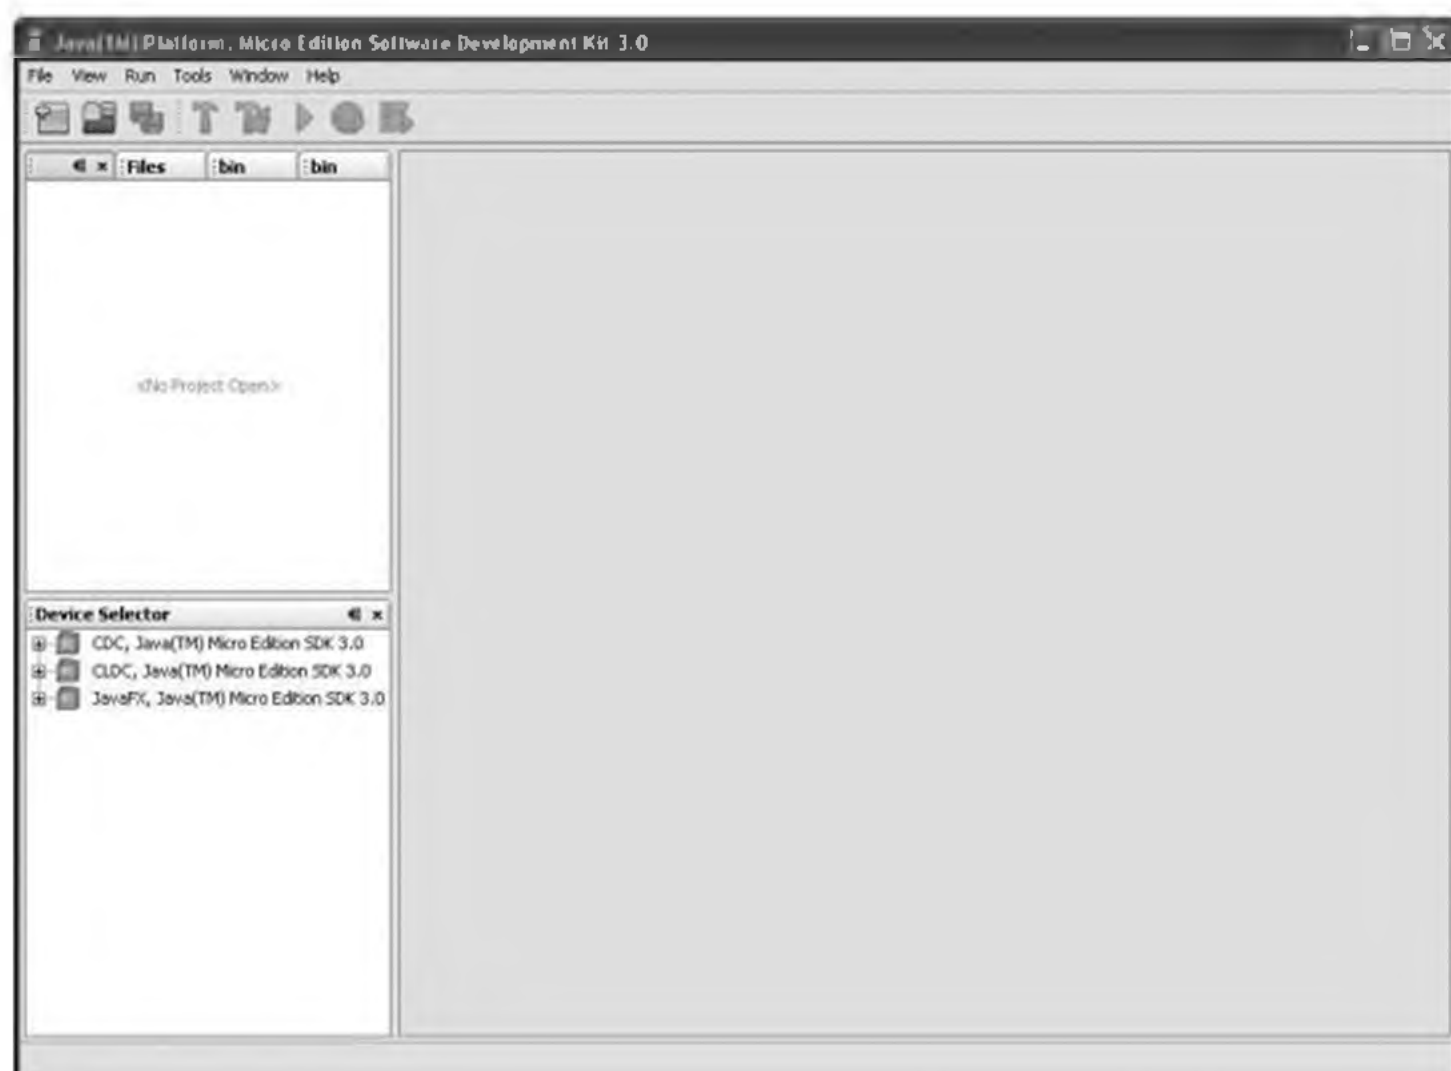 Java(TM) Platform, Micro Edition Software Development Kit 3.0
File View Run Tools Window Help
Files bin bin
<No Project Open>
Device Selector
CDC, Java(TM) Micro Edition SDK 3.0
CLDC, Java(TM) Micro Edition SDK 3.0
JavaFX, Java(TM) Micro Edition SDK 3.0